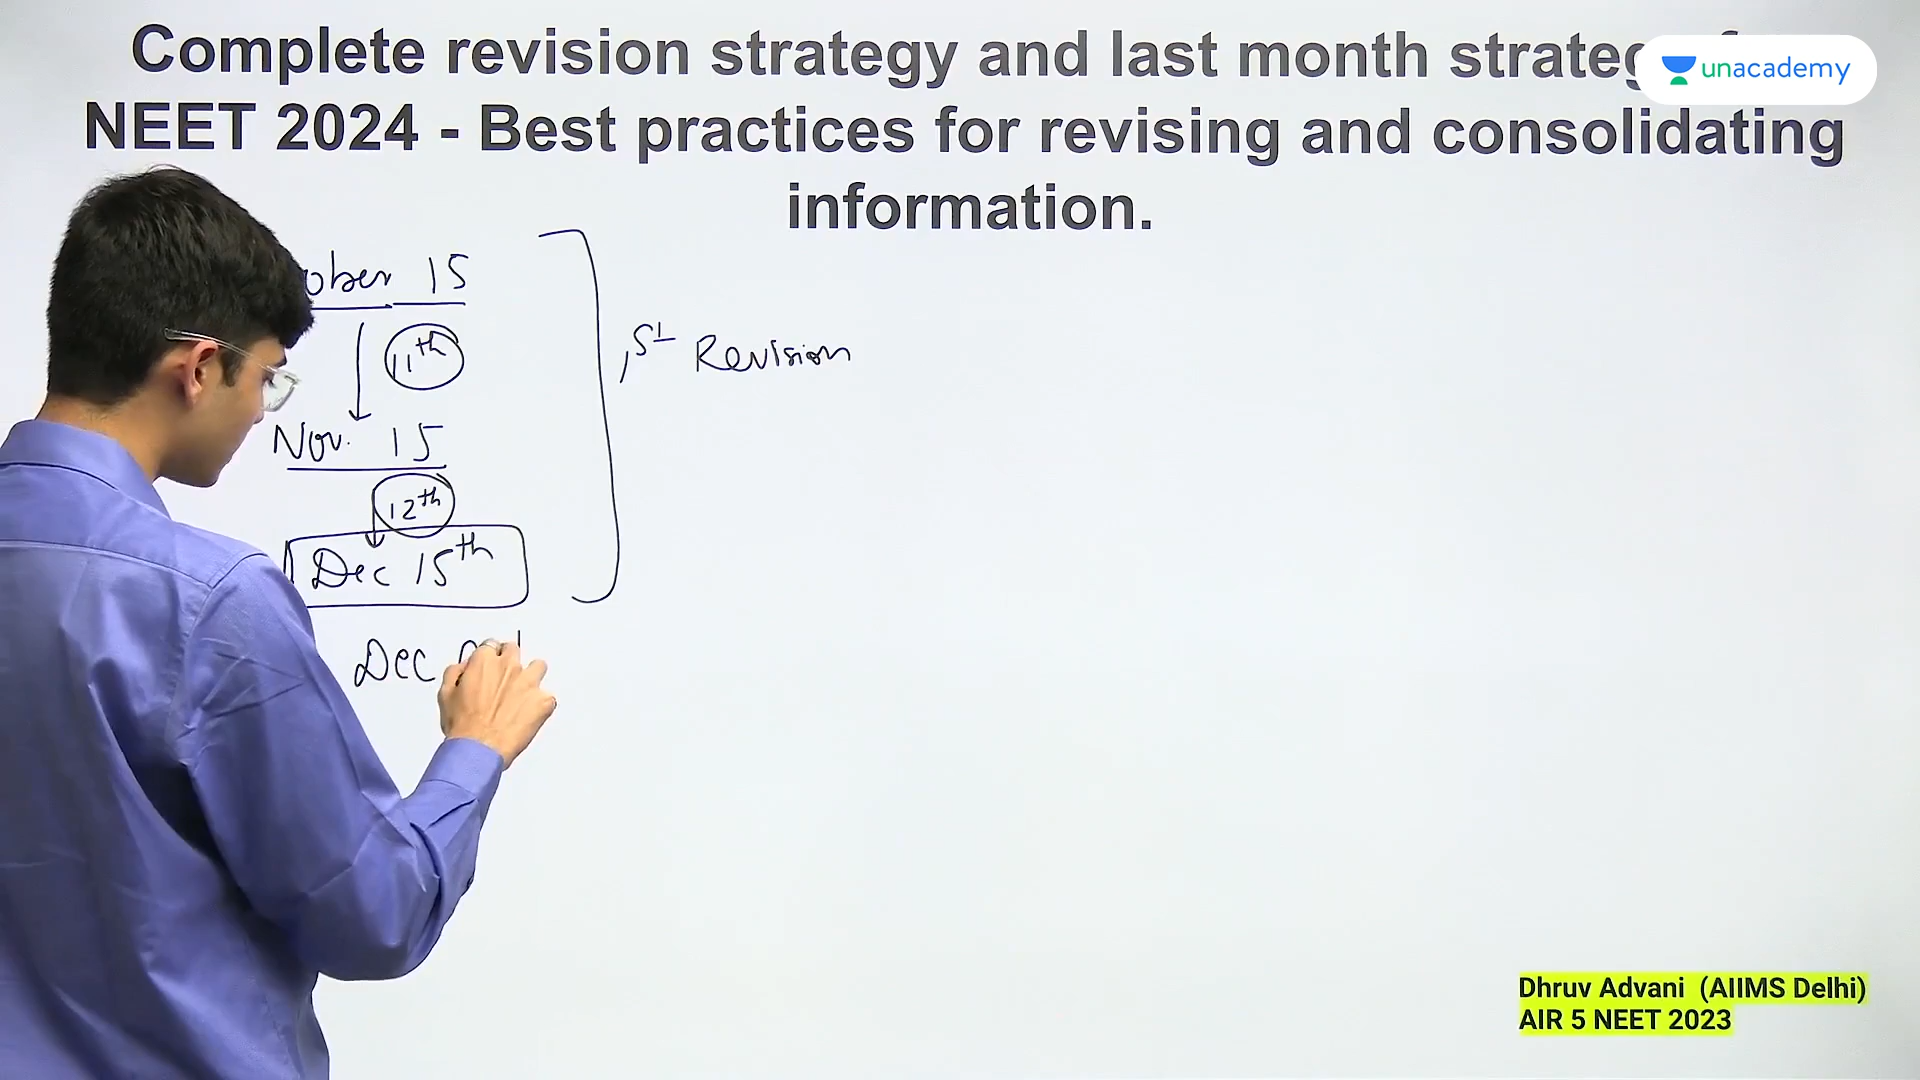 Complete revision strategy and last month strategy
NEET 2024 - Best practices for revising and consolidating
information.
unacademy
ober 15
11th
1st Revision
Nov. 15
12th
Dec 15th
Dec
Dhruv Advani (AIIMS Delhi)
AIR 5 NEET 2023